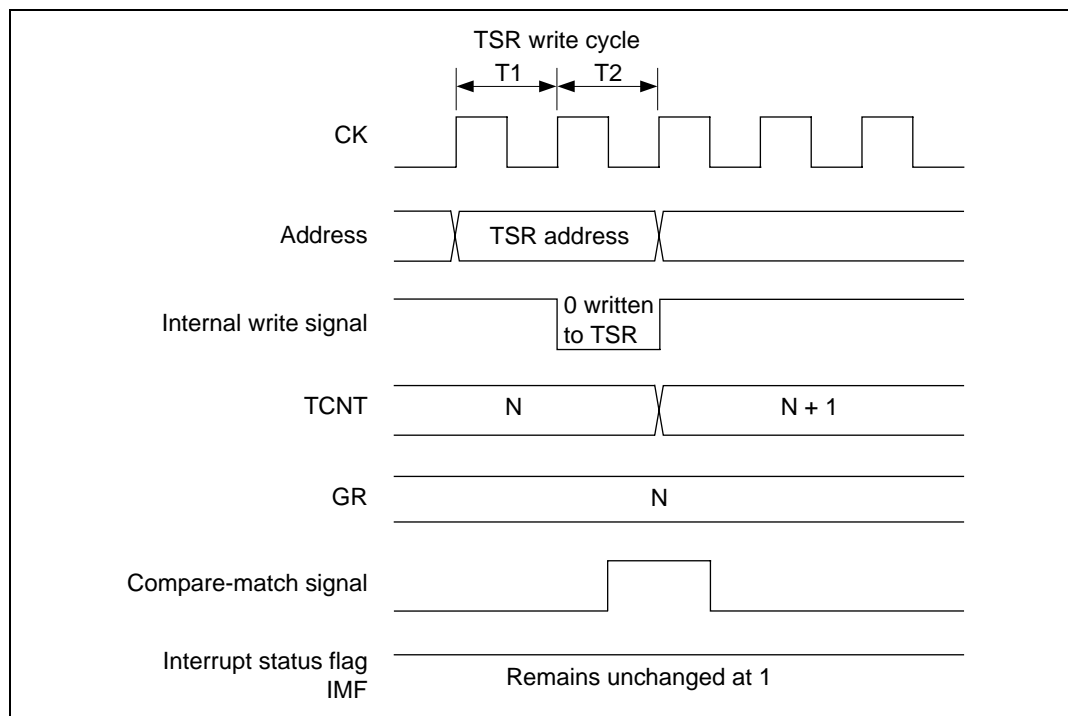 TSR write cycle
T1
T2
CK
Address
TSR address
Internal write signal
0 written
to TSR
TCNT
N
N + 1
GR
N
Compare-match signal
Interrupt status flag
IMF
Remains unchanged at 1